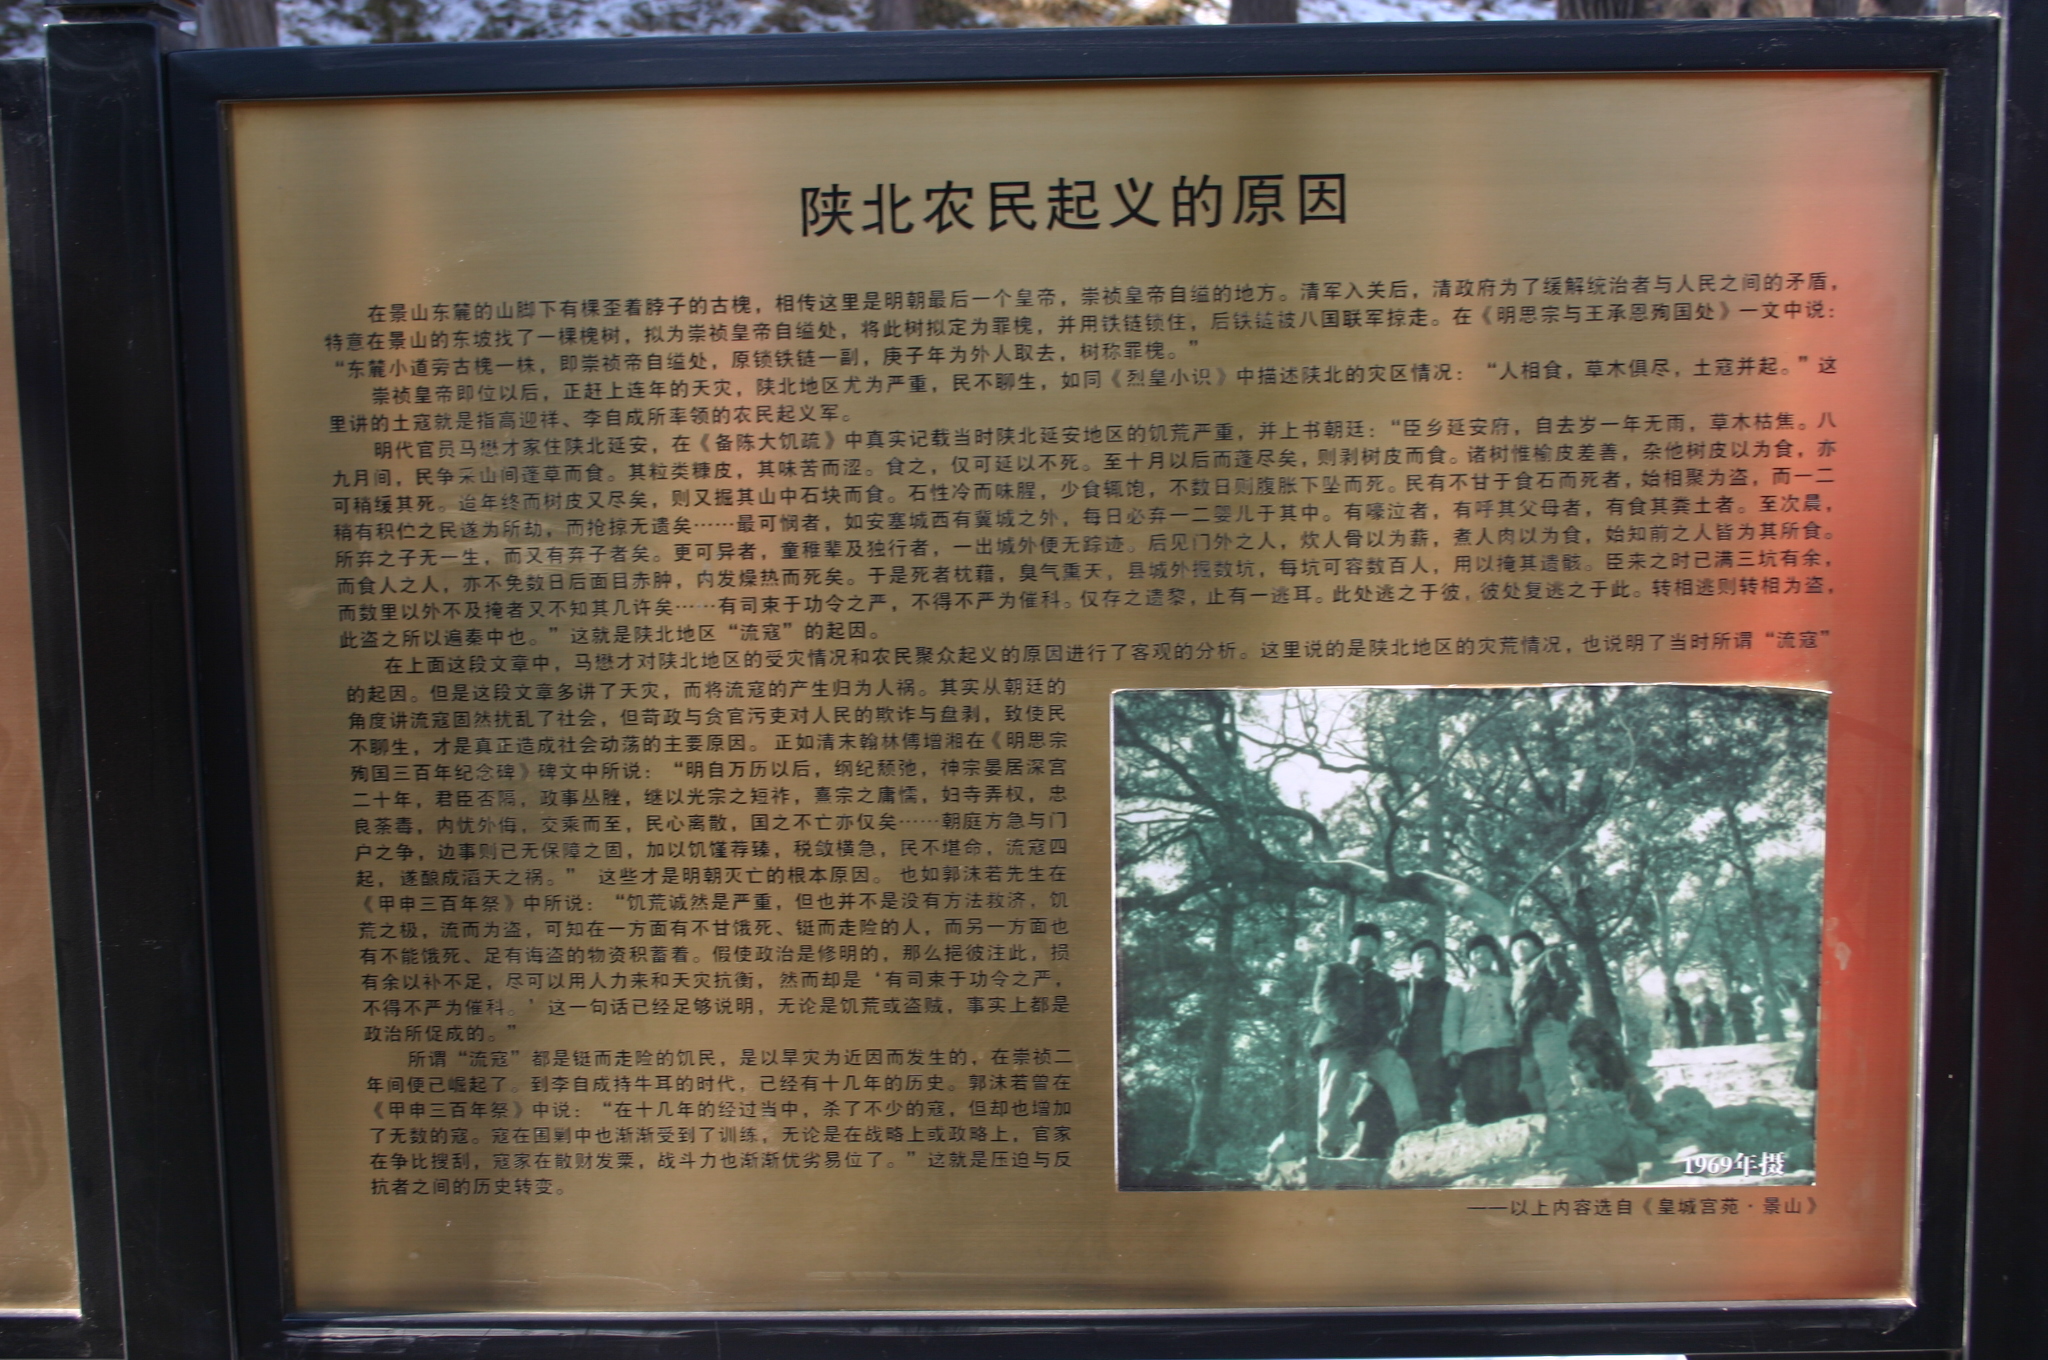 陕北农民起义的原因
在景山东麓的山脚下有棵歪着脖子的古槐，相传这里是明朝最后一个皇帝，崇祯皇帝自缢的地方。清军入关后，清政府为了缓解统治者与人民之间的矛盾，
特意在景山的东坡找了一棵槐树，拟为崇祯皇帝自缢处，将此树拟定为罪槐，并用铁链锁住，后铁链被八国联军掠走。在《明思宗与王承恩殉国处》一文中说：
“东麓小道旁古槐一株，即崇祯帝自缢处，原锁铁链一副，庚子年为外人取去，树称罪槐。”
崇祯皇帝即位以后，正赶上连年的天灾，陕北地区尤为严重，民不聊生，如同《烈皇小识》中描述陕北的灾区情况：“人相食，草木俱尽，土寇并起。”这
里讲的土寇就是指高迎祥、李自成所率领的农民起义军。
明代官员马懋才家住陕北延安，在《备陈大饥疏》中真实记载当时陕北延安地区的饥荒严重，并上书朝廷：“臣乡延安府，自去岁一年无雨，草木枯焦。八
九月间，民争采山间蓬草而食。其粒类糠皮，其味苦而涩。食之，仅可延以不死。至十月以后而蓬尽矣，则剥树皮而食。诸树惟榆皮差善，杂他树皮以为食，亦
可稍缓其死。迨年终而树皮又尽矣，则又掘其山中石块而食。石性冷而味腥，少食辄饱，不数日则腹胀下坠而死。民有不甘于食石而死者，始相聚为盗，而一二
稍有积伫之民遂为所劫，而抢掠无遗矣……最可悯者，如安塞城西有冀城之外，每日必弃一二婴儿于其中。有嚎泣者，有呼其父母者，有食其粪土者。至次晨，
所弃之子无一生，而又有弃子者矣。更可异者，童稚辈及独行者，一出城外便无踪迹。后见门外之人，炊人骨以为薪，煮人肉以为食，始知前之人皆为其所食。
而食人之人，亦不免数日后面目赤肿，内发燥热而死矣。于是死者枕藉，臭气熏天，县城外掘数坑，每坑可容数百人，用以掩其遗骸。臣来之时已满三坑有余，
而数里以外不及掩者又不知其几许矣……有司束于功令之严，不得不严为催科。仅存之遗黎，止有一逃耳。此处逃之于彼，彼处复逃之于此。转相逃则转相为盗，
此盗之所以遍秦中也。”这就是陕北地区“流寇”的起因。
在上面这段文章中，马懋才对陕北地区的受灾情况和农民聚众起义的原因进行了客观的分析。这里说的是陕北地区的灾荒情况，也说明了当时所谓“流寇”
的起因。但是这段文章多讲了天灾，而将流寇的产生归为人祸。其实从朝廷的
角度讲流寇固然扰乱了社会，但苛政与贪官污吏对人民的欺诈与盘剥，致使民
不聊生，才是真正造成社会动荡的主要原因。正如清末翰林傅增湘在《明思宗
殉国三百年纪念碑》碑文中所说：“明自万历以后，纲纪颓弛，神宗晏居深宫
二十年，君臣否隔，政事丛脞，继以光宗之短祚，熹宗之庸懦，妇寺弄权，忠
良荼毒，内忧外侮，交乘而至，民心离散，国之不亡亦仅矣……朝庭方急与门
户之争，边事则已无保障之固，加以饥馑荐臻，税敛横急，民不堪命，流寇四
起，遂酿成滔天之祸。”这些才是明朝灭亡的根本原因。也如郭沫若先生在
《甲申三百年祭》中所说：“饥荒诚然是严重，但也并不是没有方法救济，饥
荒之极，流而为盗，可知在一方面有不甘饿死、铤而走险的人，而另一方面也
有不能饿死、足有诲盗的物资积蓄着。假使政治是修明的，那么挹彼注此，损
有余以补不足，尽可以用人力来和天灾抗衡，然而却是‘有司束于功令之严，
不得不严为催科。’这一句话已经足够说明，无论是饥荒或盗贼，事实上都是
政治所促成的。”
所谓“流寇”都是铤而走险的饥民，是以旱灾为近因而发生的，在崇祯二
年间便已崛起了。到李自成持牛耳的时代，已经有十几年的历史。郭沫若曾在
《甲申三百年祭》中说：“在十几年的经过当中，杀了不少的寇，但却也增加
了无数的寇。寇在围剿中也渐渐受到了训练，无论是在战略上或政略上，官家
在争比搜刮，寇家在散财发粟，战斗力也渐渐优劣易位了。”这就是压迫与反
抗者之间的历史转变。
1969年摄
——以上内容选自《皇城宫苑·景山》